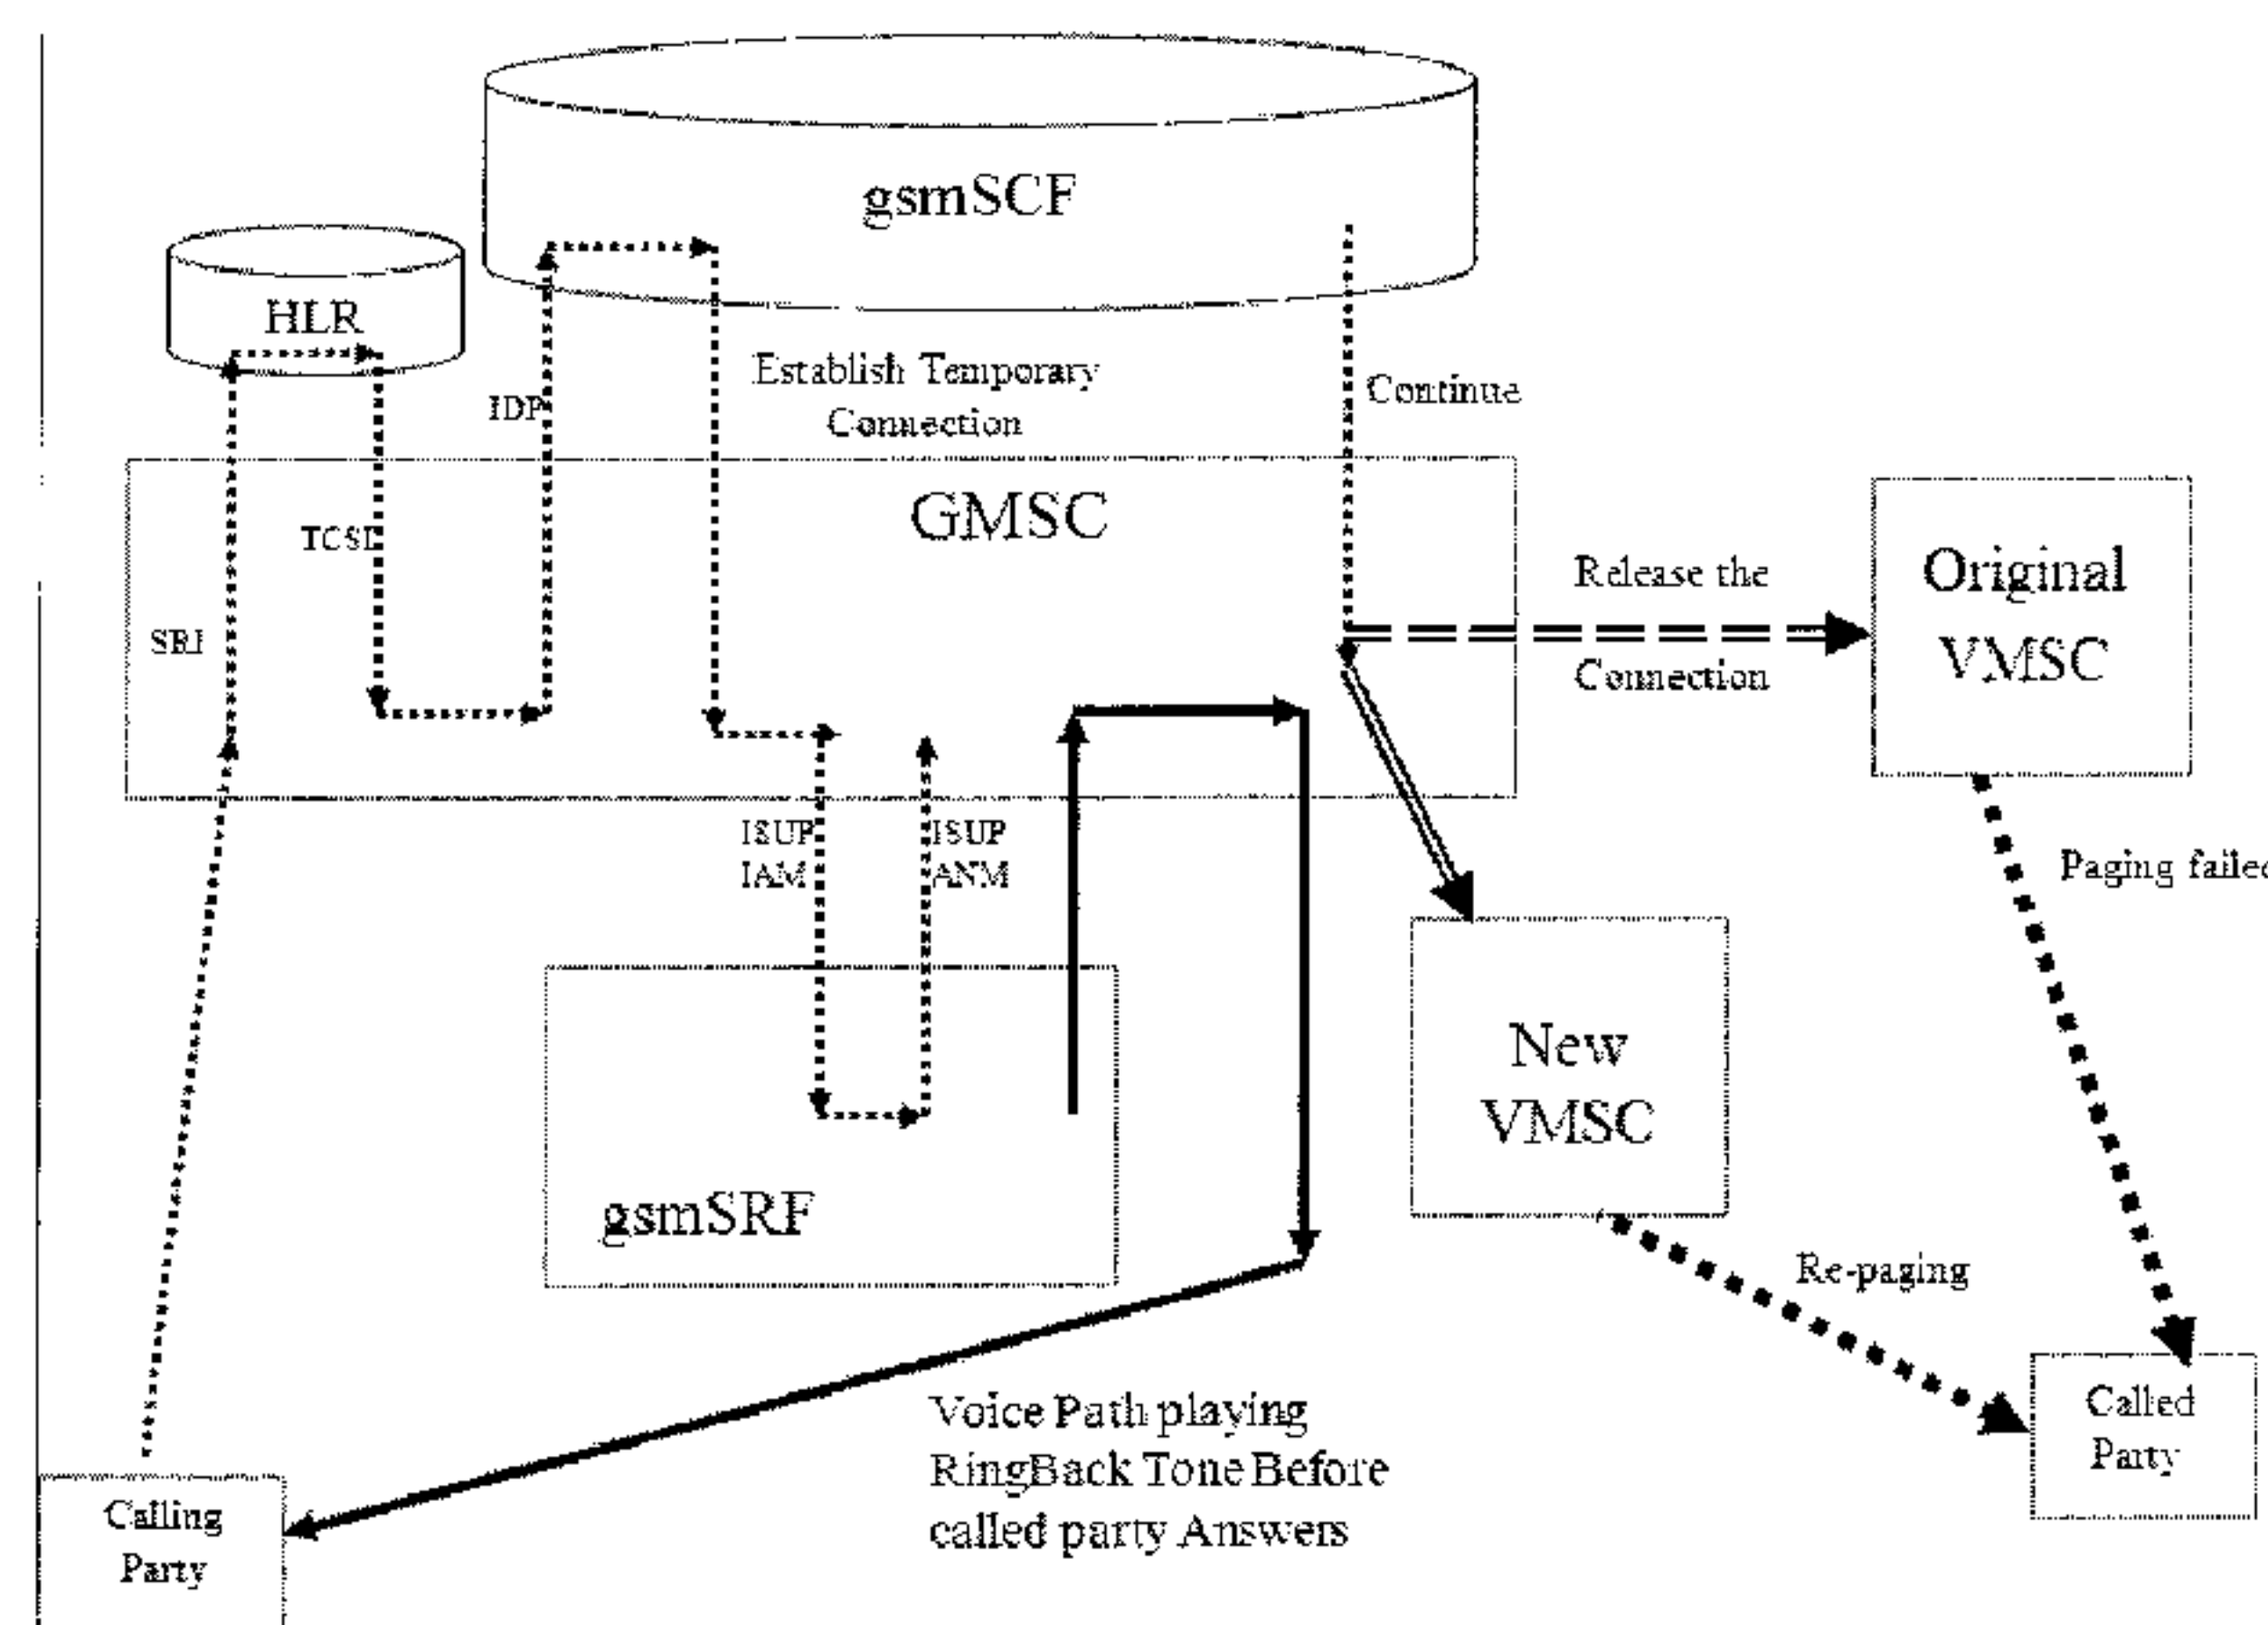 gsmSCF
HLR
Establish Temporary
Connection
IDP
Continue
GMSC
TCSI
SRI
Release the
Connection
Original
VMSC
ISUP
IAM
ISUP
ANM
Paging failed
New
VMSC
gsmSRF
Re-paging
Called
Party
Voice Path playing
RingBack Tone Before
called party Answers
Calling
Party